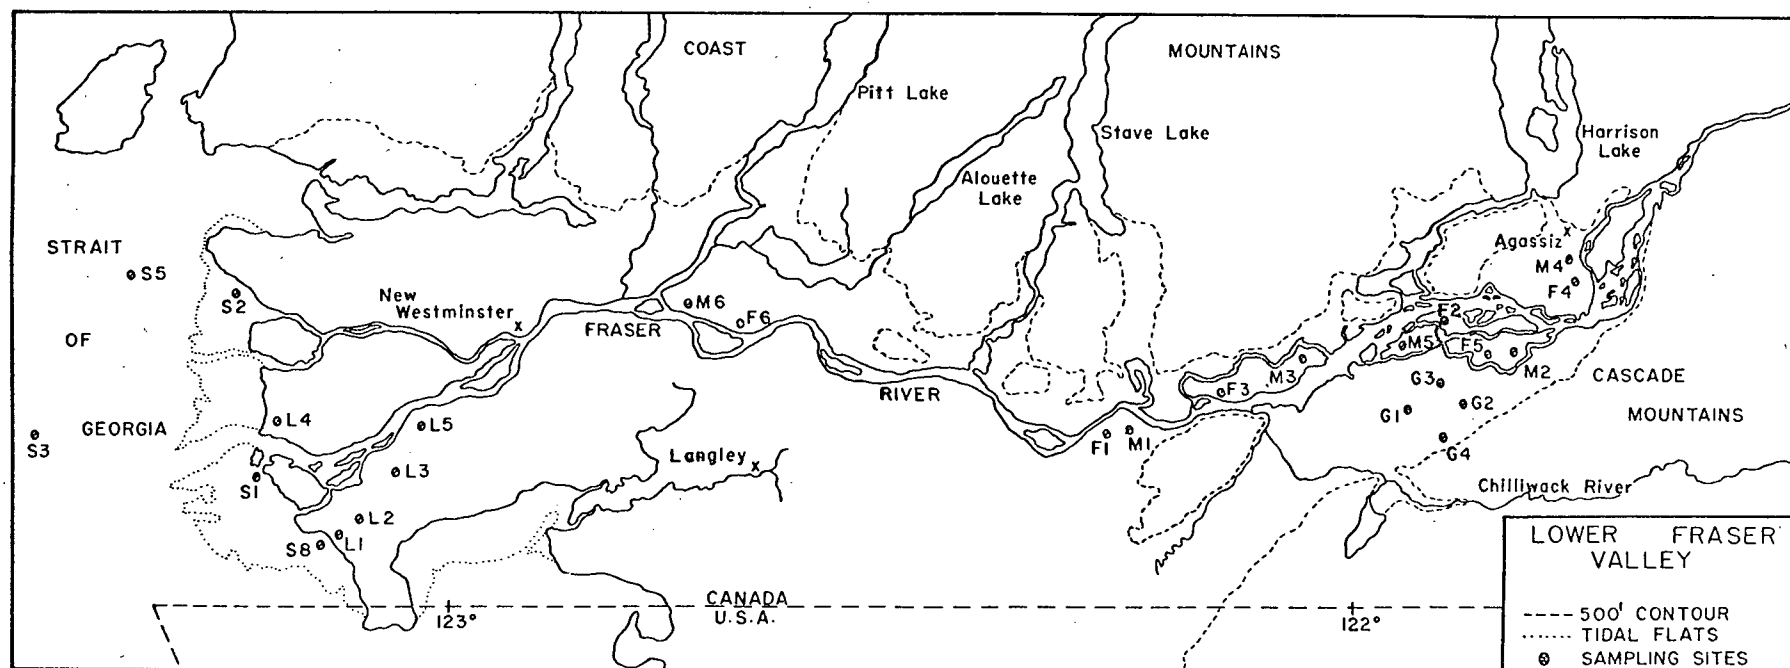 COAST
MOUNTAINS
Pitt Lake
Stave Lake
Harrison
Lake
Alouette
Lake
STRAIT
OF
GEORGIA
S5
S2
S3
New
Westminster
x
M6
F6
FRASER
RIVER
Agassiz
x
M4
F4
F2
M5
F5
M2
M3
F3
G3
G1
G2
G4
CASCADE
MOUNTAINS
L4
L5
L3
S1
L2
L1
S8
Langley
x
F1
M1
Chilliwack River
CANADA
U.S.A.
123°
122°
LOWER FRASER
VALLEY
500' CONTOUR
TIDAL FLATS
SAMPLING SITES